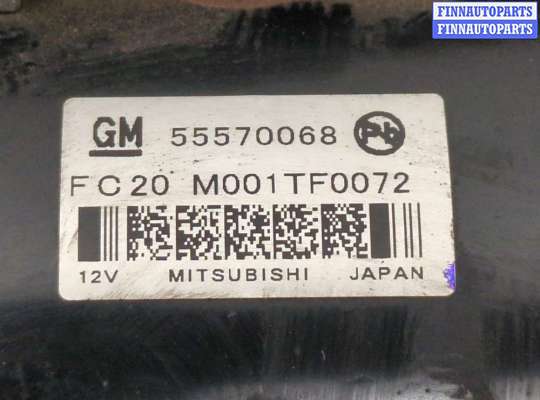 FINNAUTOPARTS
FINNAUTOPARTS
GM 55570068 Pb
FC20 M001TF0072
12V MITSUBISHI JAPAN